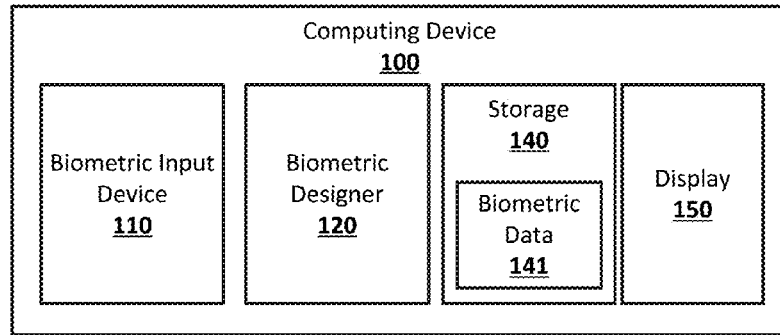 Computing Device
100
Biometric Input
Device
110
Biometric
Designer
120
Storage
140
Biometric
Data
141
Display
150